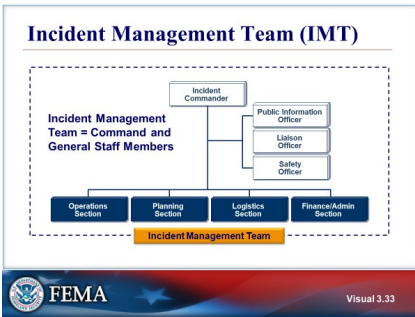 Incident Management Team (IMT)
Incident
Commander
Incident Management
Team = Command and
General Staff Members
Public Information
Officer
Liaison
Officer
Safety
Officer
Operations
Section
Planning
Section
Logistics
Section
Finance/Admin
Section
Incident Management Team
FEMA
Visual 3.33